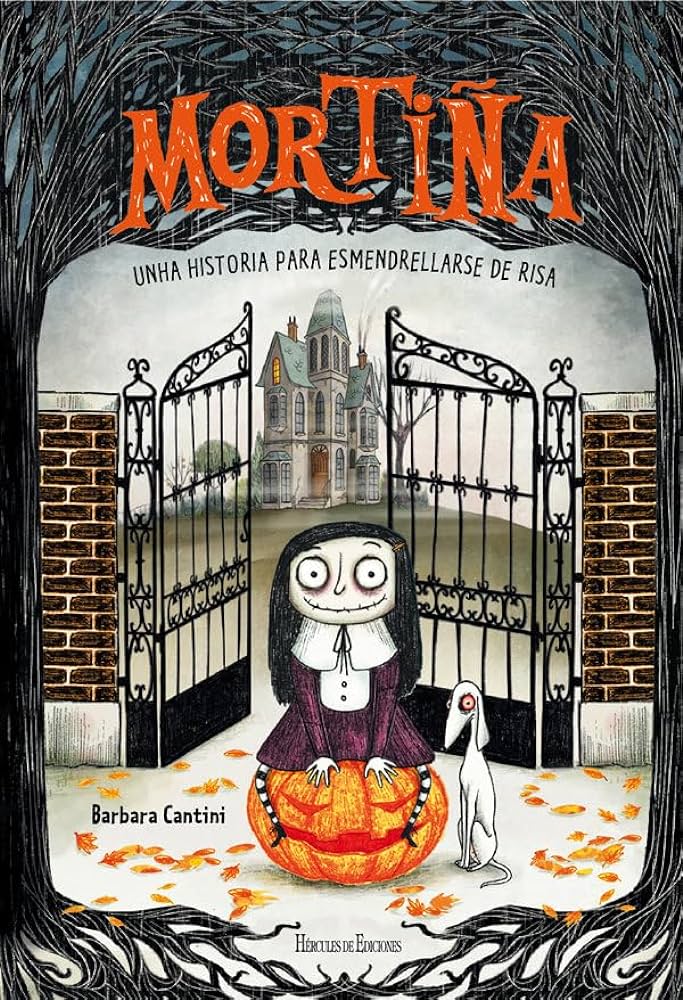 MORTIÑA
UNHA HISTORIA PARA ESMENDRELLARSE DE RISA
Barbara Cantini
HÉRCULES DE EDICIONES